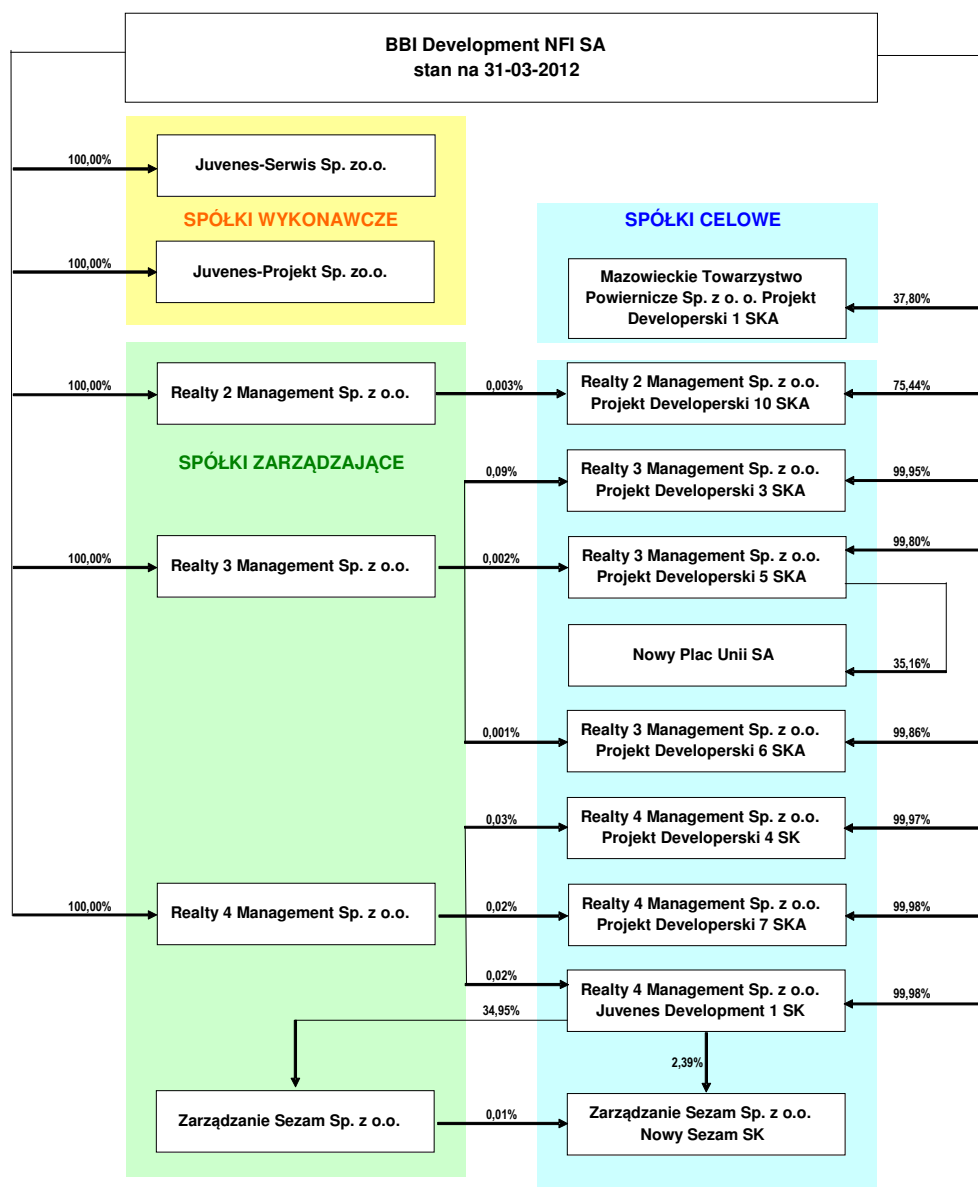 BBI Development NFI SA
stan na 31-03-2012
100,00%
Juvenes-Serwis Sp. zo.o.
SPÓŁKI WYKONAWCZE
SPÓŁKI CELOWE
100,00%
Juvenes-Projekt Sp. zo.o.
Mazowieckie Towarzystwo
Powiernicze Sp. z o. o. Projekt
Developerski 1 SKA
37,80%
100,00%
Realty 2 Management Sp. z o.o.
0,003%
Realty 2 Management Sp. z o.o.
Projekt Developerski 10 SKA
75,44%
SPÓŁKI ZARZĄDZAJĄCE
0,09%
Realty 3 Management Sp. z o.o.
Projekt Developerski 3 SKA
99,95%
100,00%
Realty 3 Management Sp. z o.o.
0,002%
Realty 3 Management Sp. z o.o.
Projekt Developerski 5 SKA
99,80%
Nowy Plac Unii SA
35,16%
0,001%
Realty 3 Management Sp. z o.o.
Projekt Developerski 6 SKA
99,86%
0,03%
Realty 4 Management Sp. z o.o.
Projekt Developerski 4 SK
99,97%
100,00%
Realty 4 Management Sp. z o.o.
0,02%
Realty 4 Management Sp. z o.o.
Projekt Developerski 7 SKA
99,98%
0,02%
Realty 4 Management Sp. z o.o.
Juvenes Development 1 SK
99,98%
34,95%
2,39%
Zarządzanie Sezam Sp. z o.o.
0,01%
Zarządzanie Sezam Sp. z o.o.
Nowy Sezam SK